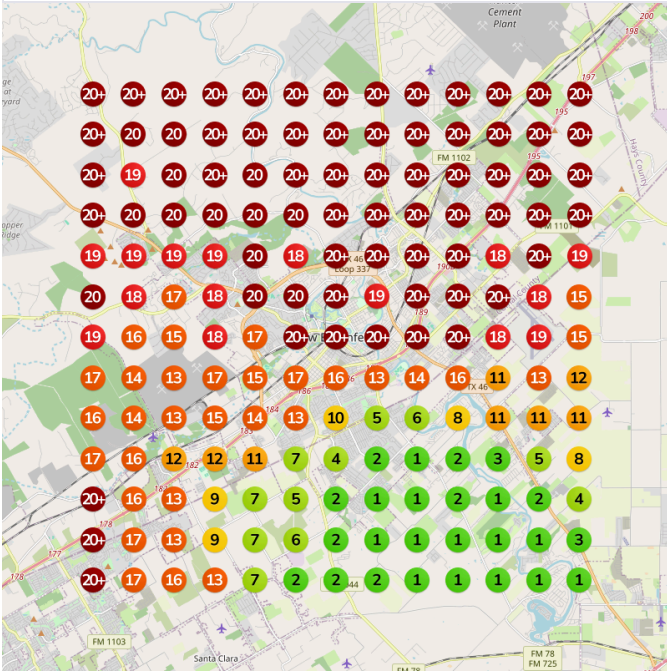 Cement
Plant
200
198
197
195
20+ 20+ 20+ 20+ 20+ 20+ 20+ 20+ 20+ 20+ 20+ 20+ 20+
20+ 20 20 20+ 20+ 20+ 20+ 20+ 20+ 20+ 20+ 20+ 20+
FM 1102
195
Hays County
20+ 19 20 20+ 20 20+ 20+ 20+ 20+ 20+ 20+ 20+ 20+
20+ 20 20 20 20 20 20+ 20+ 20+ 20+ 20+ 20+ 20+
1101
19 19 19 19 20 18 20+ 20+ 20+ 20+ 18 20+ 19
Loop 337
20 18 17 18 20 20 20+ 19 20+ 20+ 20+ 18 15
189
19 16 15 18 17 20+ 20+ 20+ 20+ 20+ 18 19 15
17 14 13 17 15 17 16 13 14 16 11 13 12
TX 46
186
184
16 14 13 15 14 13 10 5 6 8 11 11 11
183
17 16 12 12 11 7 4 2 1 2 3 5 8
182
20+ 16 13 9 7 5 2 1 1 2 1 2 4
178
20+ 17 13 9 7 6 2 1 1 1 1 1 3
177
178
20+ 17 16 13 7 2 2 2 1 1 1 1 1
44
FM 1103
Santa Clara
FM 78
FM 725
FM 78